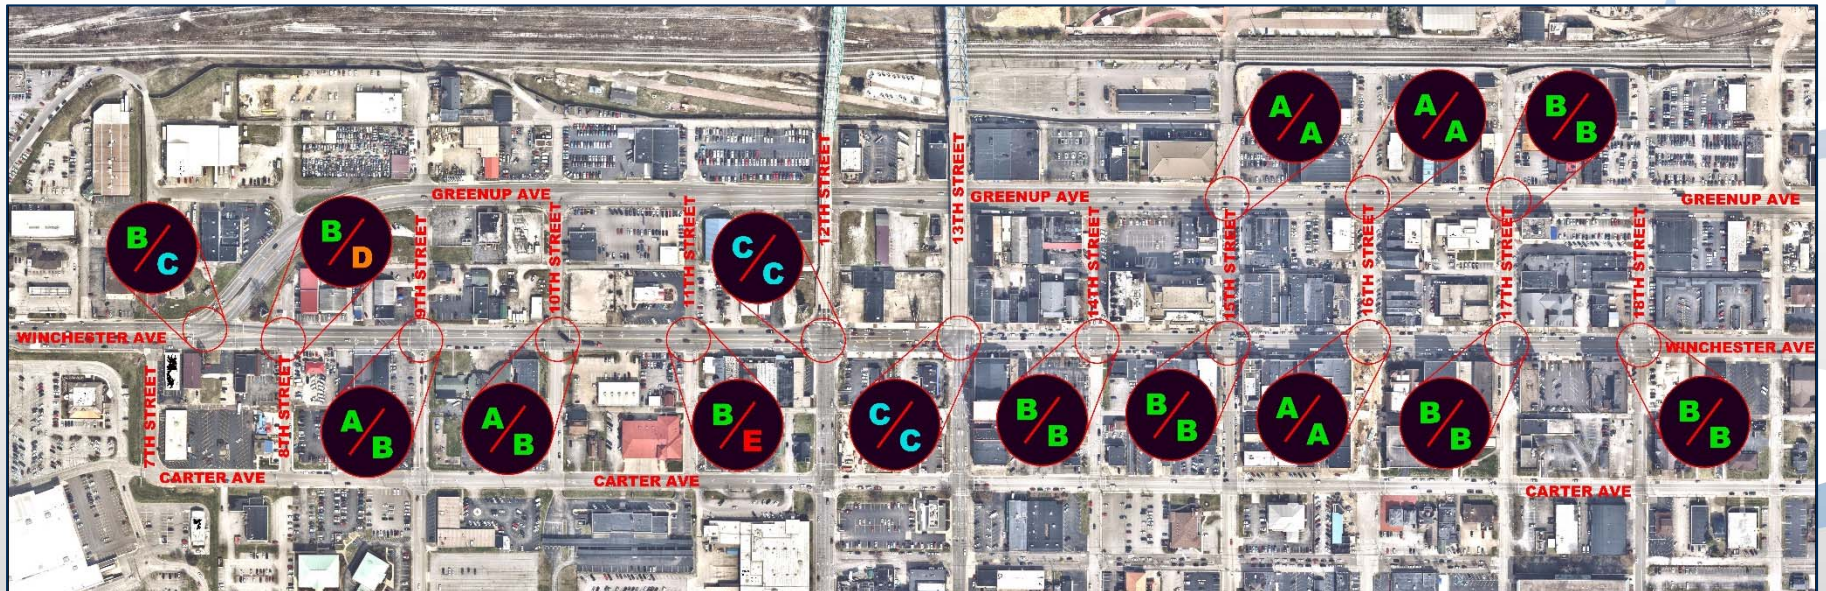 A/A
A/A
B/B
GREENUP AVE
GREENUP AVE
GREENUP AVE
B/C
B/D
C/C
9TH STREET
10TH STREET
11TH STREET
12TH STREET
13TH STREET
14TH STREET
15TH STREET
16TH STREET
17TH STREET
18TH STREET
WINCHESTER AVE
WINCHESTER AVE
7TH STREET
8TH STREET
A/B
A/B
B/E
C/C
B/B
B/B
A/A
B/B
B/B
CARTER AVE
CARTER AVE
CARTER AVE